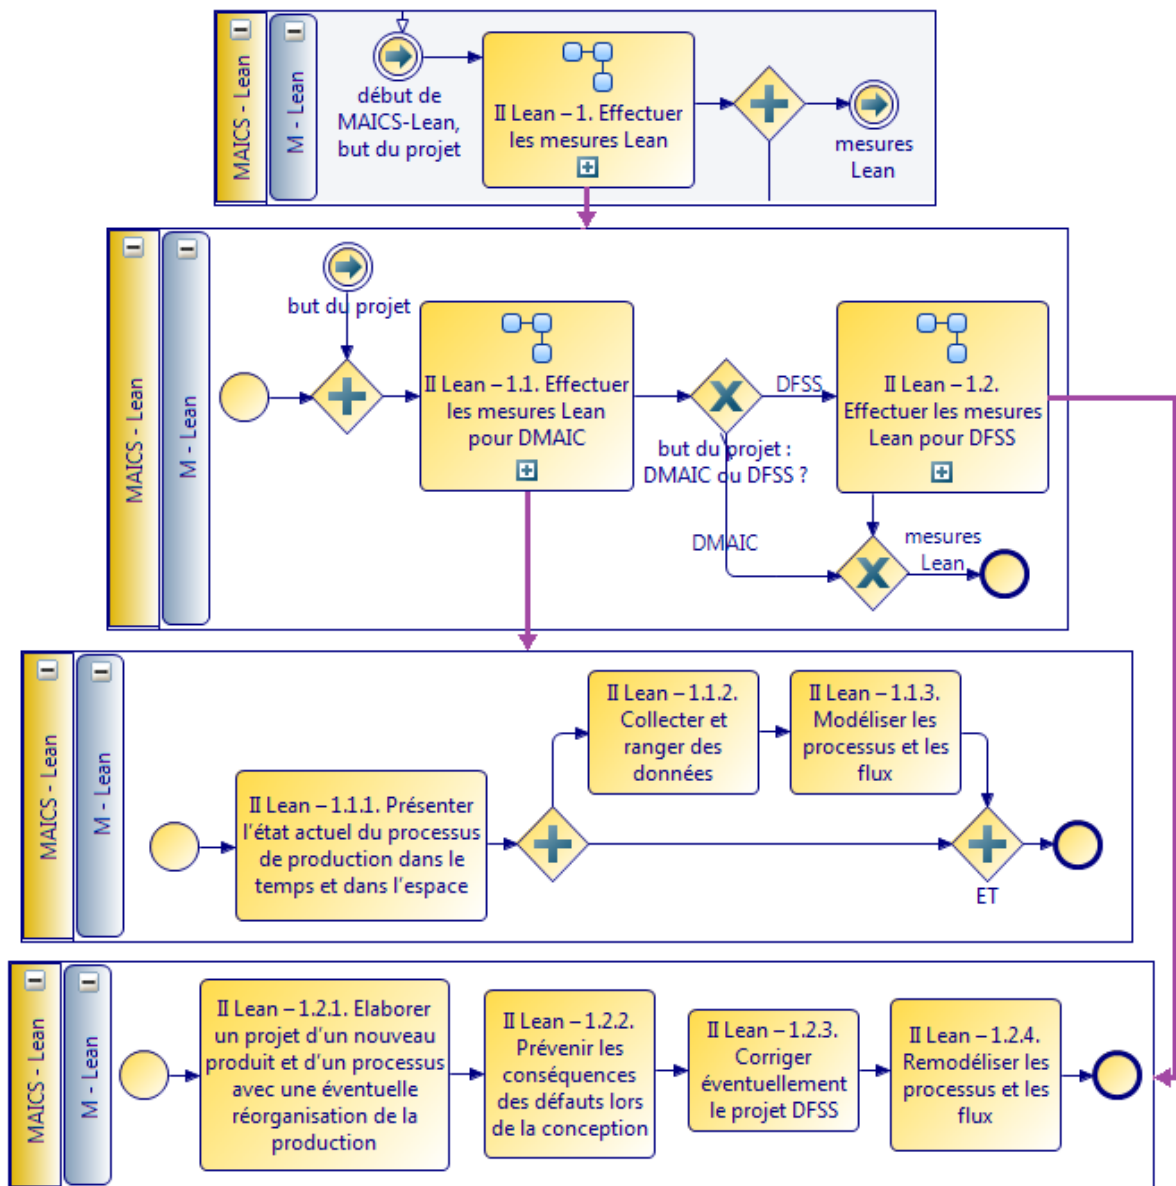 MAICS - Lean
M - Lean
début de
MAICS-Lean,
but du projet
II Lean – 1. Effectuer
les mesures Lean
mesures
Lean
MAICS - Lean
M - Lean
but du projet
II Lean – 1.1. Effectuer
les mesures Lean
pour DMAIC
DFSS
but du projet :
DMAIC ou DFSS ?
DMAIC
II Lean – 1.2.
Effectuer les mesures
Lean pour DFSS
mesures
Lean
MAICS - Lean
M - Lean
II Lean – 1.1.1. Présenter
l'état actuel du processus
de production dans le
temps et dans l'espace
II Lean – 1.1.2.
Collecter et
ranger des
données
II Lean – 1.1.3.
Modéliser les
processus et les
flux
ET
MAICS - Lean
M - Lean
II Lean – 1.2.1. Elaborer
un projet d'un nouveau
produit et d'un processus
avec une éventuelle
réorganisation de la
production
II Lean – 1.2.2.
Prévenir les
conséquences
des défauts lors
de la conception
II Lean – 1.2.3.
Corriger
éventuellement
le projet DFSS
II Lean – 1.2.4.
Remodéliser les
processus et les
flux